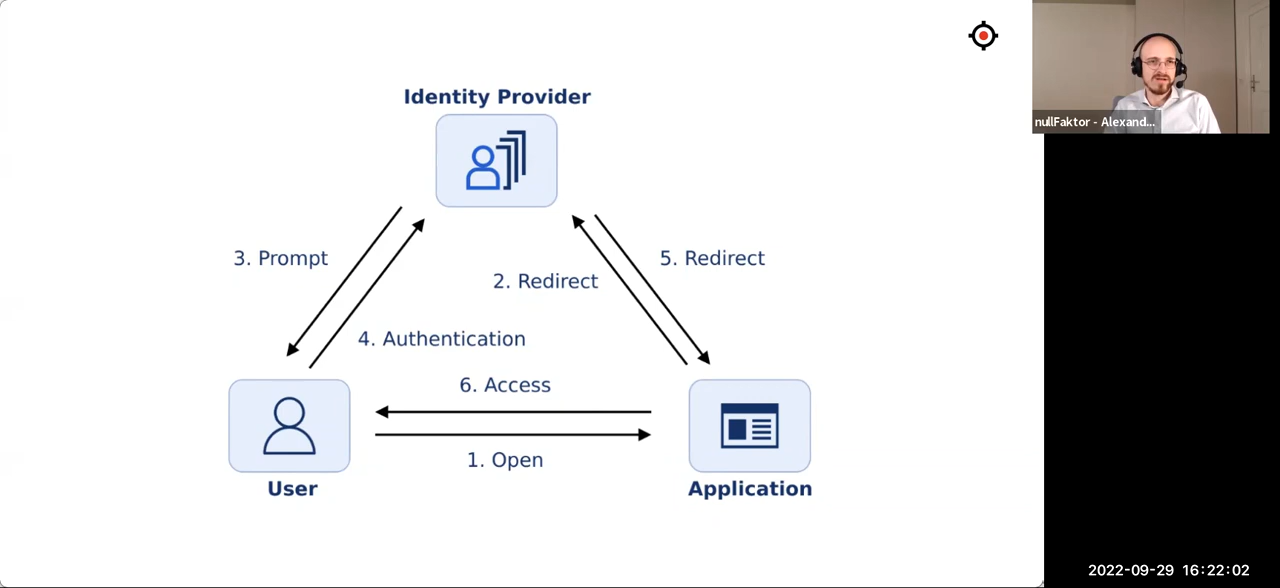 Identity Provider
3. Prompt
5. Redirect
2. Redirect
4. Authentication
6. Access
1. Open
User
Application
nullFaktor - Alexand...
2022-09-29 16:22:02